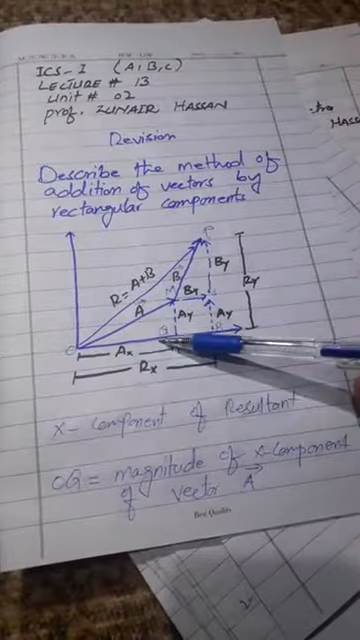 ICS-I (A,B,C)
LECTURE # 13
Unit # 02
prof. ZUNAIR HASSAN
HASS
Revision
Describe the method of
addition of vectors by
rectangular components
P
R = A+B
B
By
Ry
M
Bx
A
Ay
Ay
O
Q
R
Ax
Rx
X- Component of Resultant
OQ = magnitude of x-component
of vector A
Best Quality